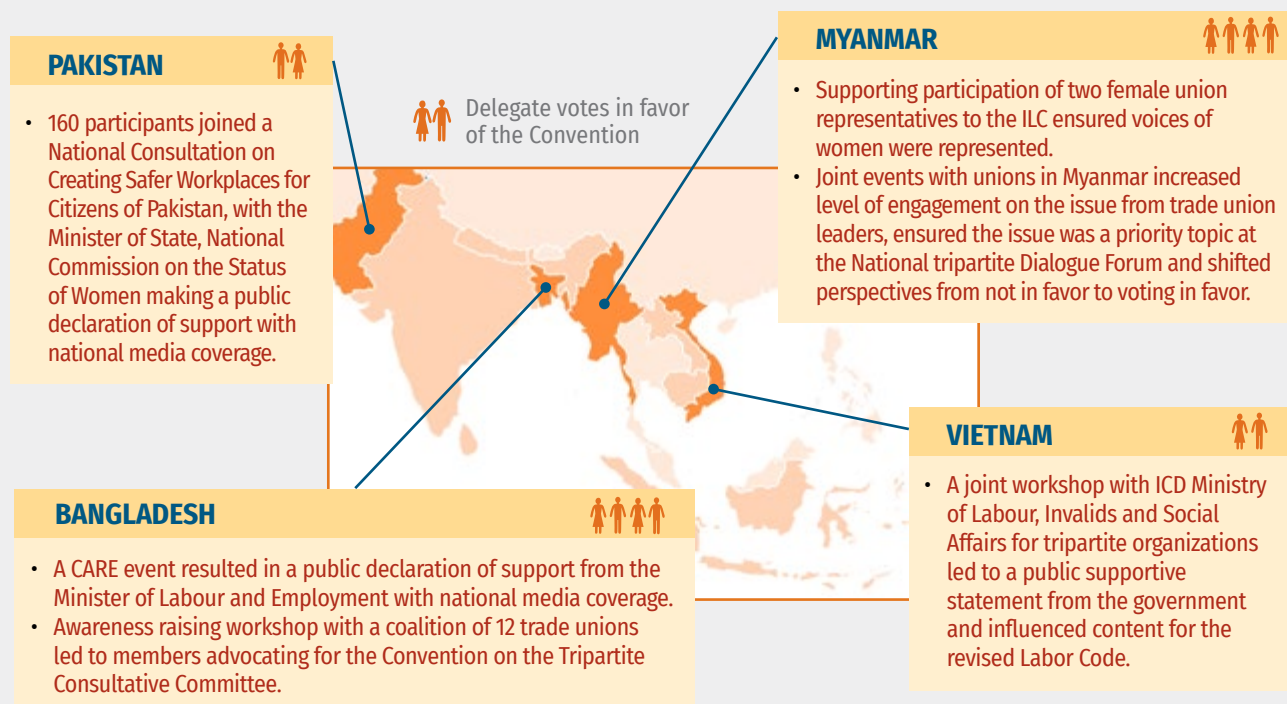 PAKISTAN
• 160 participants joined a
National Consultation on
Creating Safer Workplaces for
Citizens of Pakistan, with the
Minister of State, National
Commission on the Status
of Women making a public
declaration of support with
national media coverage.
Delegate votes in favor
of the Convention
MYANMAR
• Supporting participation of two female union
representatives to the ILC ensured voices of
women were represented.
• Joint events with unions in Myanmar increased
level of engagement on the issue from trade union
leaders, ensured the issue was a priority topic at
the National tripartite Dialogue Forum and shifted
perspectives from not in favor to voting in favor.
BANGLADESH
• A CARE event resulted in a public declaration of support from the
Minister of Labour and Employment with national media coverage.
• Awareness raising workshop with a coalition of 12 trade unions
led to members advocating for the Convention on the Tripartite
Consultative Committee.
VIETNAM
• A joint workshop with ICD Ministry
of Labour, Invalids and Social
Affairs for tripartite organizations
led to a public supportive
statement from the government
and influenced content for the
revised Labor Code.